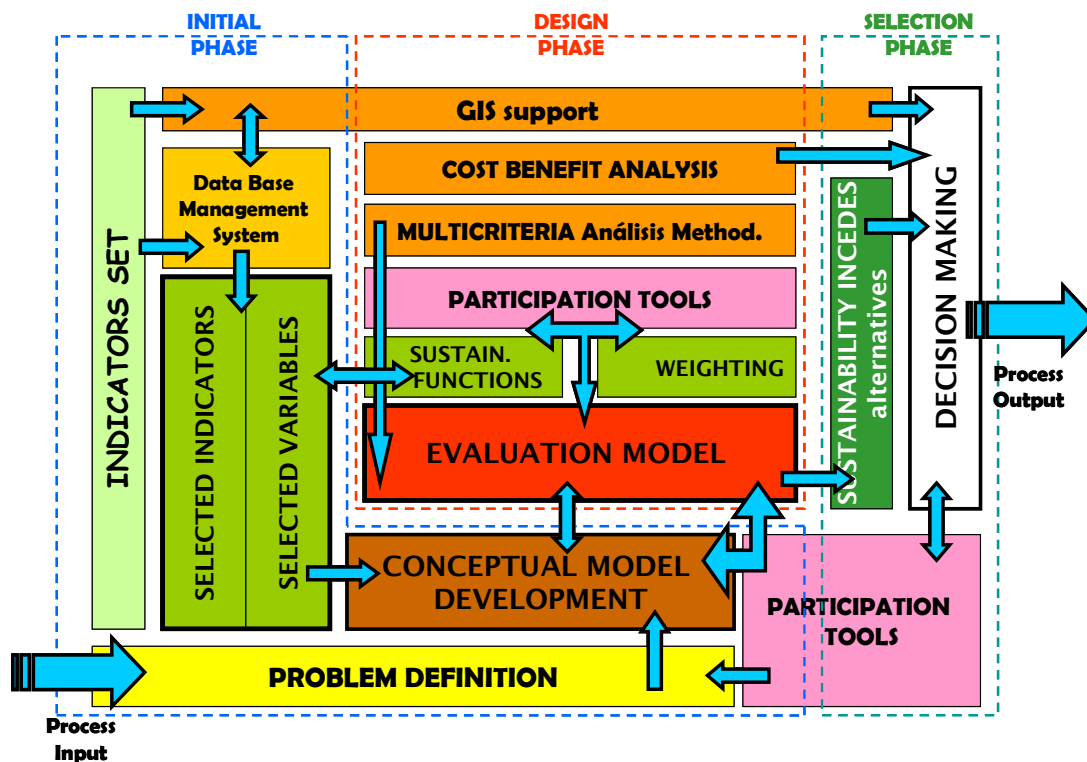 INITIAL
PHASE
DESIGN
PHASE
SELECTION
PHASE
GIS support
COST BENEFIT ANALYSIS
Data Base
Management
System
MULTICRITERIA Análisis Method.
PARTICIPATION TOOLS
SUSTAIN.
FUNCTIONS
WEIGHTING
EVALUATION MODEL
INDICATORS SET
SELECTED INDICATORS
SELECTED VARIABLES
SUSTAINABILITY INCEDES
alternatives
DECISION MAKING
Process
Output
CONCEPTUAL MODEL
DEVELOPMENT
PARTICIPATION
TOOLS
PROBLEM DEFINITION
Process
Input